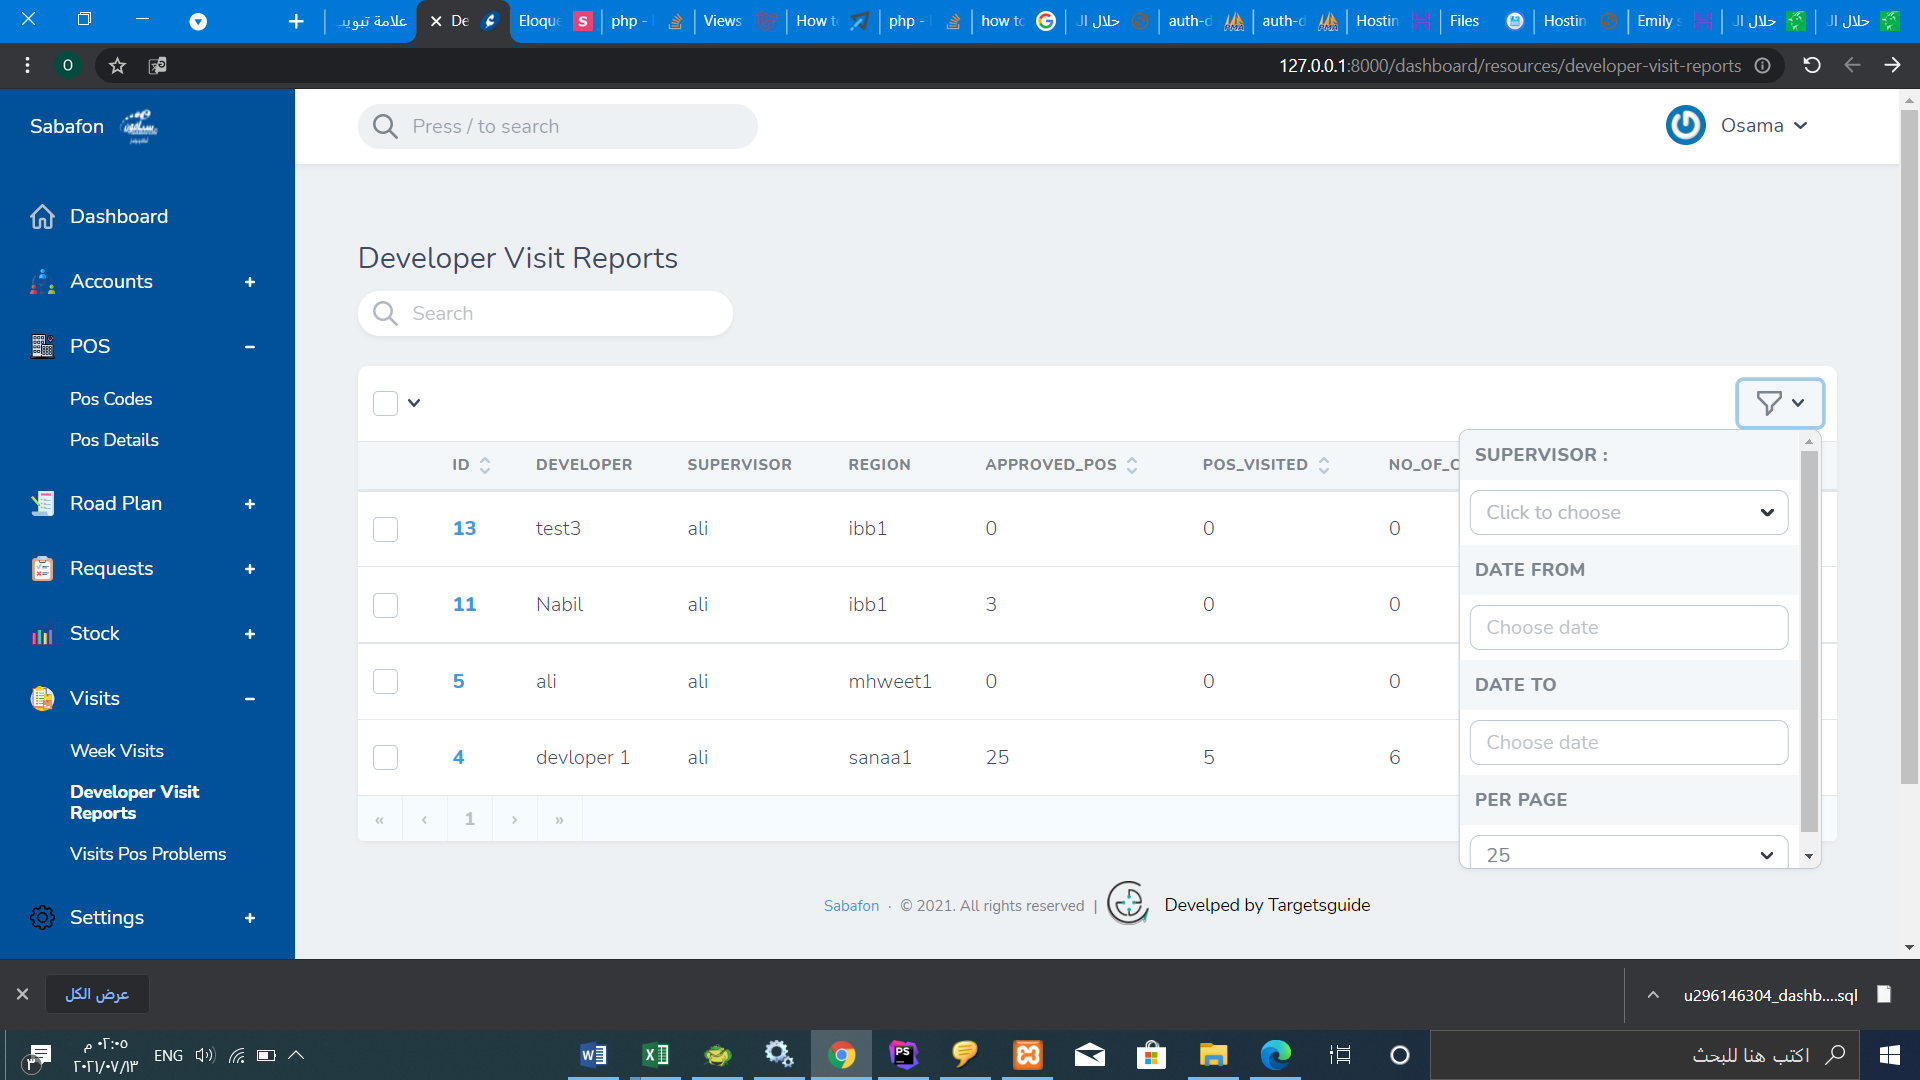 علامة تبويب
De
Eloque
php -
Views
How to
php -
how to
حلال ال
auth-d
auth-d
Hostin
Files
Hostin
Emily s
حلال ال
حلال ال
O
127.0.0.1:8000/dashboard/resources/developer-visit-reports
Sabafon
Press / to search
Osama
Dashboard
Accounts
POS
Pos Codes
Pos Details
Road Plan
Requests
Stock
Visits
Week Visits
Developer Visit
Reports
Visits Pos Problems
Settings
Developer Visit Reports
Search
ID DEVELOPER SUPERVISOR REGION APPROVED_POS POS_VISITED NO_OF_C
13 test3 ali ibb1 0 0 0
11 Nabil ali ibb1 3 0 0
5 ali ali mhweet1 0 0 0
4 devloper 1 ali sanaa1 25 5 6
« ‹ 1 › »
SUPERVISOR :
Click to choose
DATE FROM
Choose date
DATE TO
Choose date
PER PAGE
25
Sabafon · © 2021. All rights reserved | Develped by Targetsguide
عرض الكل
u296146304_dashb....sql
٣
٠٢:٠٥ م
٢٠٢١/٠٧/١٣
ENG
اكتب هنا للبحث